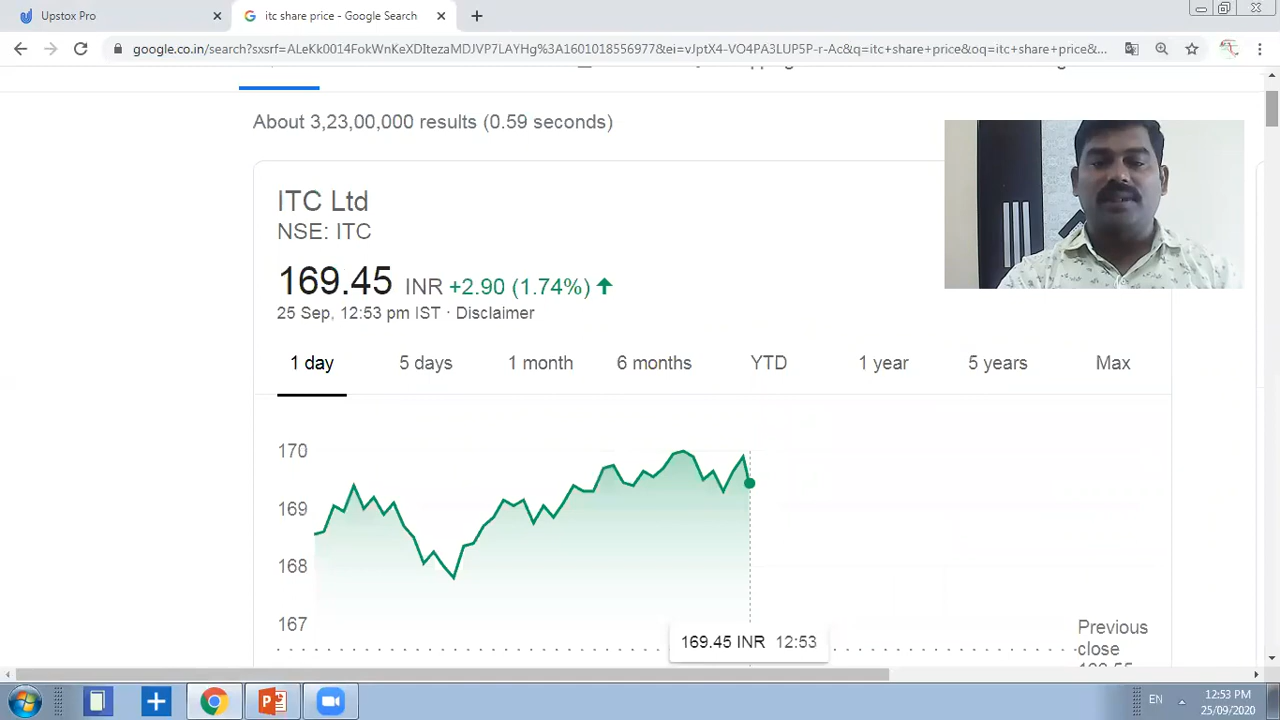 Upstox Pro
itc share price - Google Search
google.co.in/search?sxsrf=ALeKk0014FokWnKeXDItezaMDJVP7LAYHg%3A1601018556977&ei=vJptX4-VO4PA3LUP5P-r-Ac&q=itc+share+price&oq=itc+share+price&...
About 3,23,00,000 results (0.59 seconds)
ITC Ltd
NSE: ITC
169.45 INR +2.90 (1.74%)
25 Sep, 12:53 pm IST · Disclaimer
1 day 5 days 1 month 6 months YTD 1 year 5 years Max
170
169
168
167
169.45 INR 12:53
Previous
close
EN
12:53 PM
25/09/2020